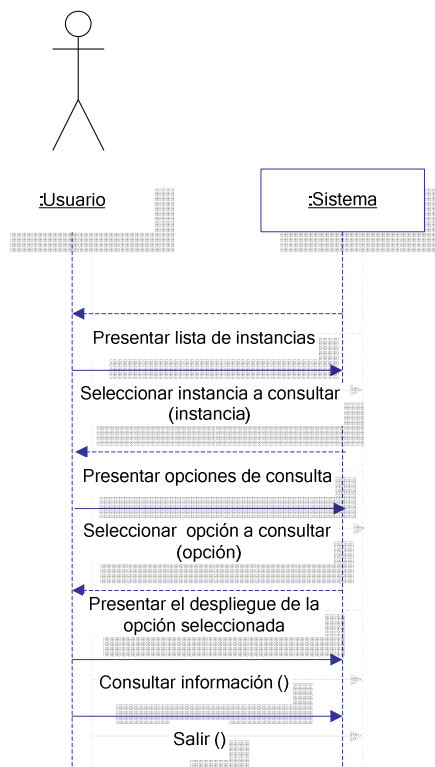 :Usuario
:Sistema
Presentar lista de instancias
Seleccionar instancia a consultar
(instancia)
Presentar opciones de consulta
Seleccionar opción a consultar
(opción)
Presentar el despliegue de la
opción seleccionada
Consultar información ()
Salir ()